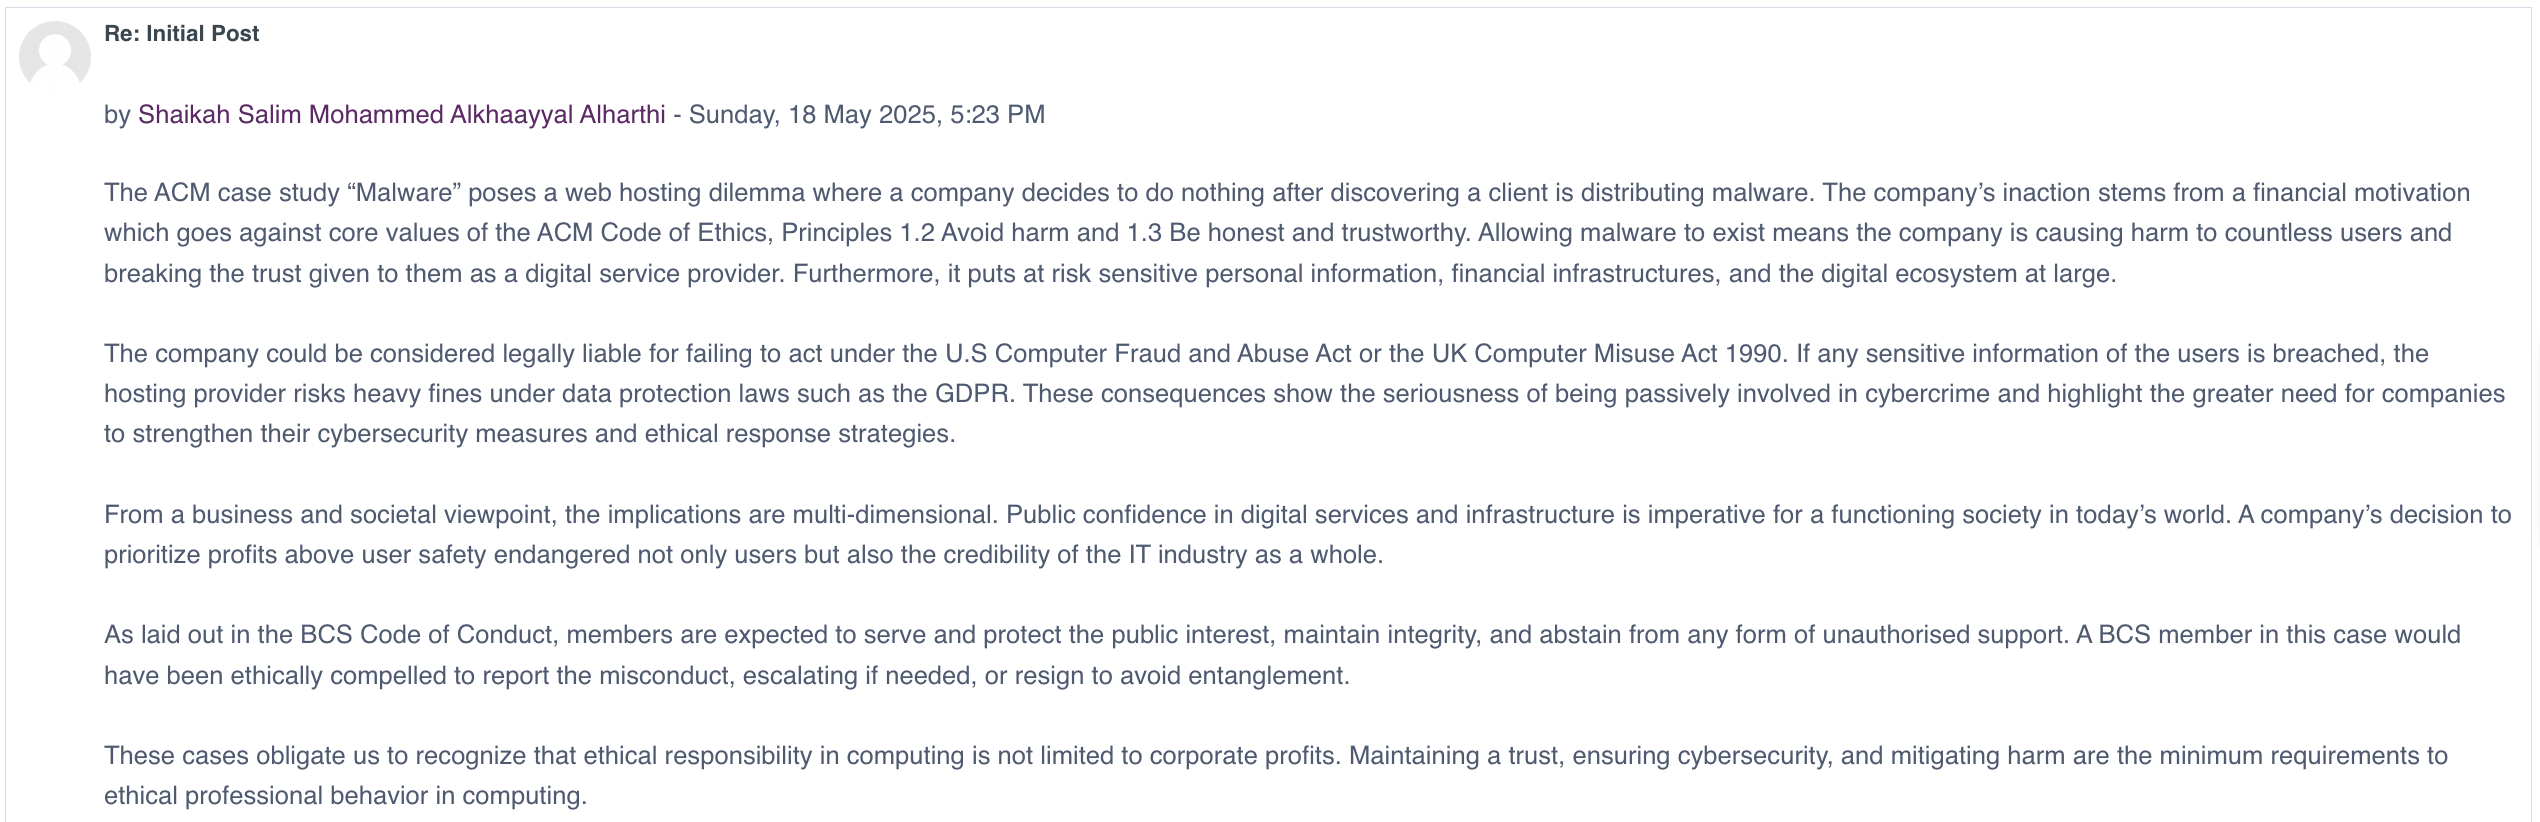 Re: Initial Post
by Shaikah Salim Mohammed Alkhaayyal Alharthi - Sunday, 18 May 2025, 5:23 PM
The ACM case study “Malware” poses a web hosting dilemma where a company decides to do nothing after discovering a client is distributing malware. The company’s inaction stems from a financial motivation
which goes against core values of the ACM Code of Ethics, Principles 1.2 Avoid harm and 1.3 Be honest and trustworthy. Allowing malware to exist means the company is causing harm to countless users and
breaking the trust given to them as a digital service provider. Furthermore, it puts at risk sensitive personal information, financial infrastructures, and the digital ecosystem at large.
The company could be considered legally liable for failing to act under the U.S Computer Fraud and Abuse Act or the UK Computer Misuse Act 1990. If any sensitive information of the users is breached, the
hosting provider risks heavy fines under data protection laws such as the GDPR. These consequences show the seriousness of being passively involved in cybercrime and highlight the greater need for companies
to strengthen their cybersecurity measures and ethical response strategies.
From a business and societal viewpoint, the implications are multi-dimensional. Public confidence in digital services and infrastructure is imperative for a functioning society in today’s world. A company’s decision to
prioritize profits above user safety endangered not only users but also the credibility of the IT industry as a whole.
As laid out in the BCS Code of Conduct, members are expected to serve and protect the public interest, maintain integrity, and abstain from any form of unauthorised support. A BCS member in this case would
have been ethically compelled to report the misconduct, escalating if needed, or resign to avoid entanglement.
These cases obligate us to recognize that ethical responsibility in computing is not limited to corporate profits. Maintaining a trust, ensuring cybersecurity, and mitigating harm are the minimum requirements to
ethical professional behavior in computing.